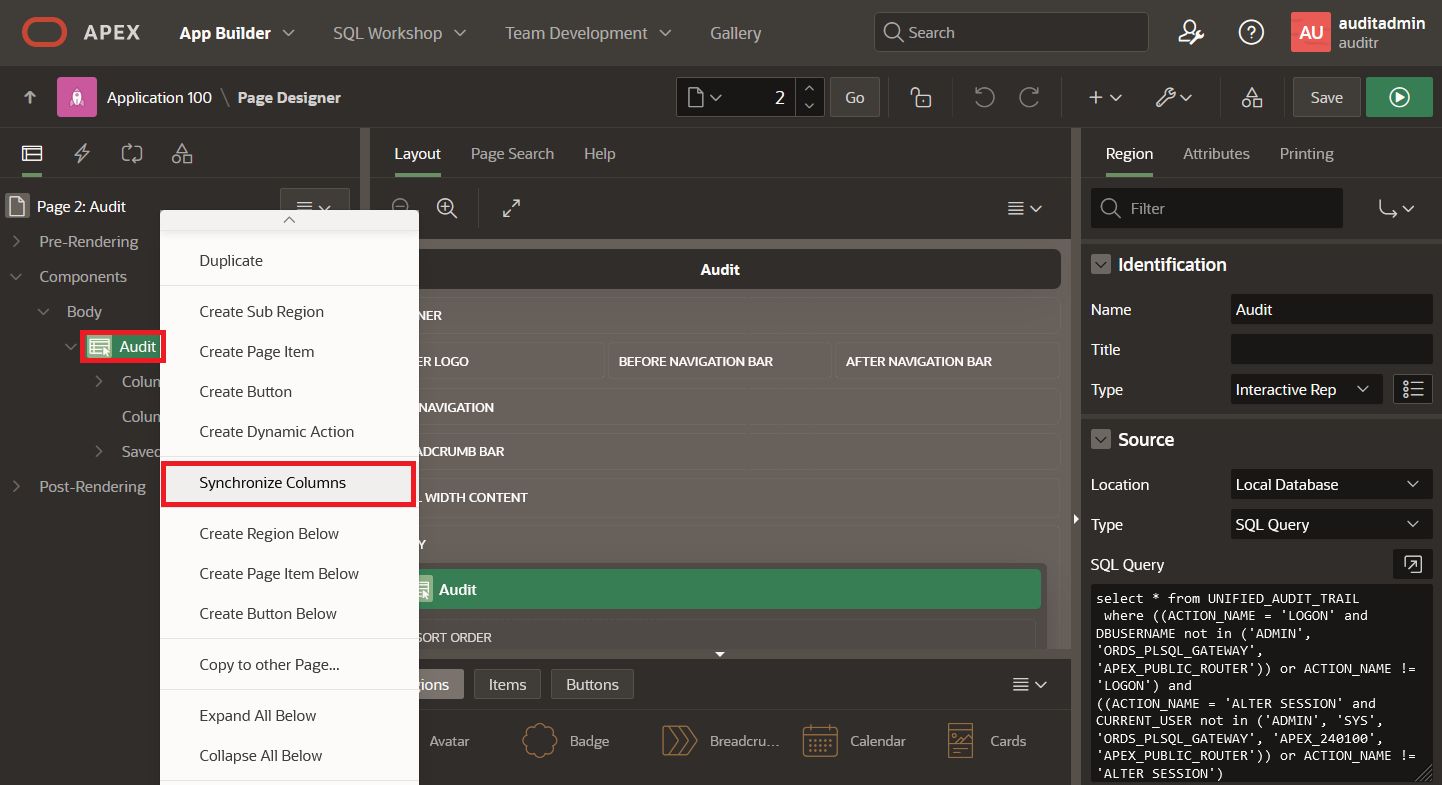 APEX
App Builder
SQL Workshop
Team Development
Gallery
Search
AU
auditadmin
auditr
Application 100 \ Page Designer
2
Go
Save
Layout
Page Search
Help
Region
Attributes
Printing
Page 2: Audit
Pre-Rendering
Components
Body
Audit
Colum
Colum
Saved
Post-Rendering
Duplicate
Create Sub Region
Create Page Item
Create Button
Create Dynamic Action
Synchronize Columns
Create Region Below
Create Page Item Below
Create Button Below
Copy to other Page...
Expand All Below
Collapse All Below
Audit
NER
ER LOGO
BEFORE NAVIGATION BAR
AFTER NAVIGATION BAR
NAVIGATION
ADCRUMB BAR
L WIDTH CONTENT
Y
Audit
SORT ORDER
gions
Items
Buttons
Avatar
Badge
Breadcru...
Calendar
Cards
Filter
Identification
Name
Audit
Title
Type
Interactive Rep
Source
Location
Local Database
Type
SQL Query
SQL Query
select * from UNIFIED_AUDIT_TRAIL
where ((ACTION_NAME = 'LOGON' and
DBUSERNAME not in ('ADMIN',
'ORDS_PLSQL_GATEWAY',
'APEX_PUBLIC_ROUTER')) or ACTION_NAME !=
'LOGON') and
((ACTION_NAME = 'ALTER SESSION' and
CURRENT_USER not in ('ADMIN', 'SYS',
'ORDS_PLSQL_GATEWAY', 'APEX_240100',
'APEX_PUBLIC_ROUTER')) or ACTION_NAME !=
'ALTER SESSION')